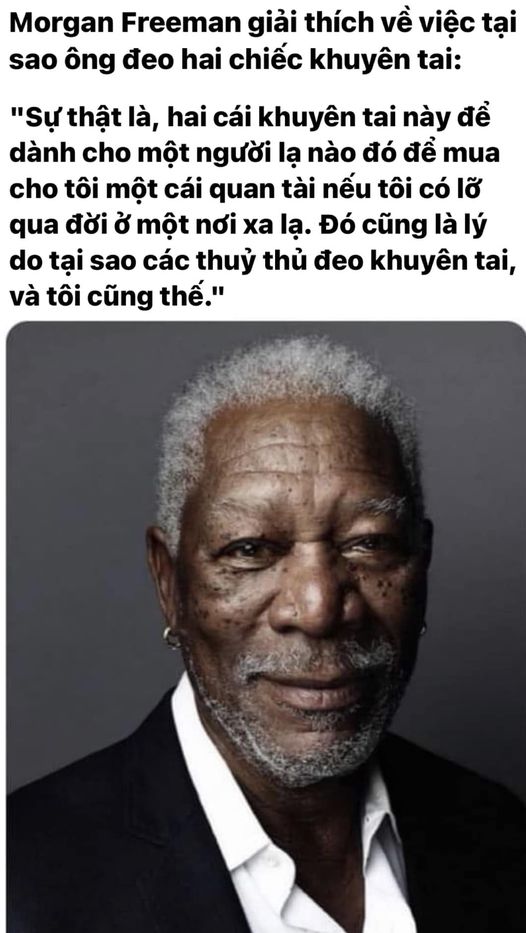 Morgan Freeman giải thích về việc tại
sao ông đeo hai chiếc khuyên tai:
"Sự thật là, hai cái khuyên tai này để
dành cho một người lạ nào đó để mua
cho tôi một cái quan tài nếu tôi có lỡ
qua đời ở một nơi xa lạ. Đó cũng là lý
do tại sao các thuỷ thủ đeo khuyên tai,
và tôi cũng thế."